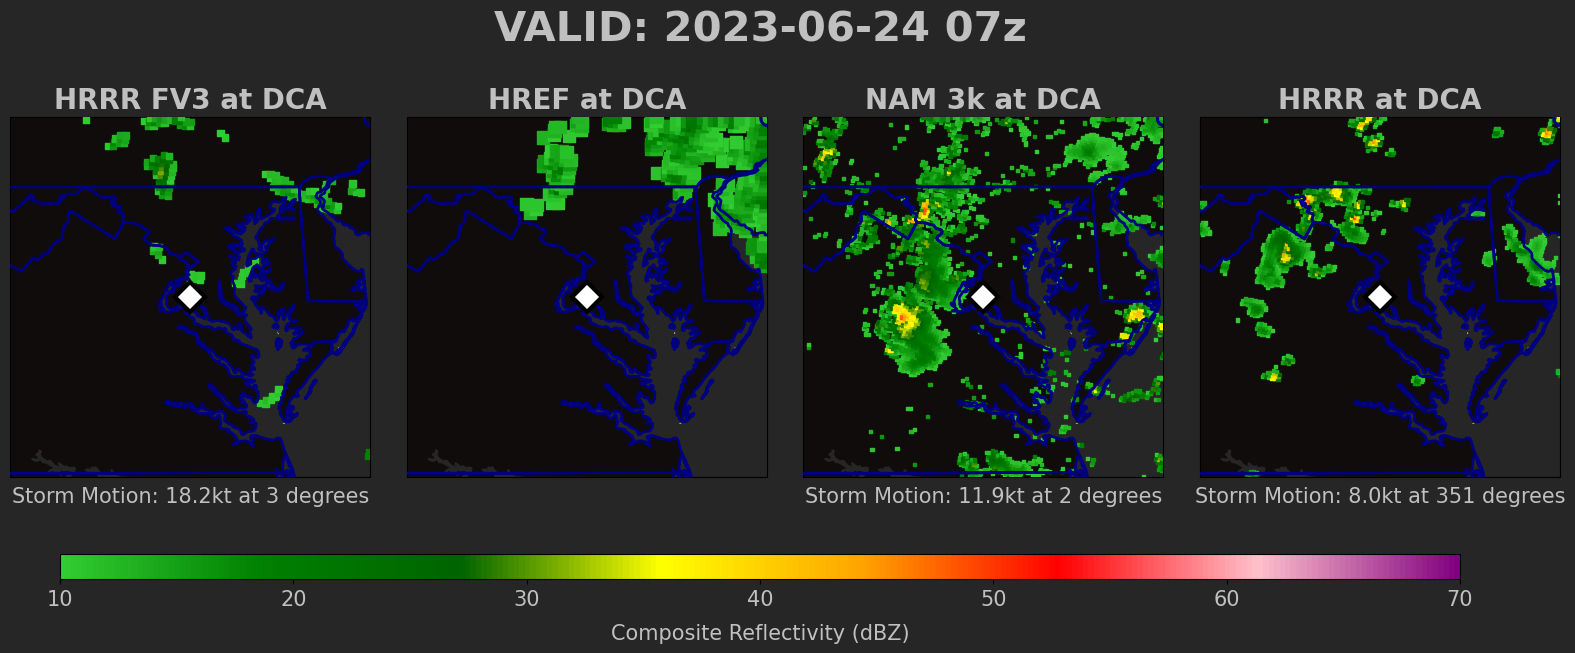 VALID: 2023-06-24 07z
HRRR FV3 at DCA
HREF at DCA
NAM 3k at DCA
HRRR at DCA
Storm Motion: 18.2kt at 3 degrees
Storm Motion: 11.9kt at 2 degrees
Storm Motion: 8.0kt at 351 degrees
10 20 30 40 50 60 70
Composite Reflectivity (dBZ)